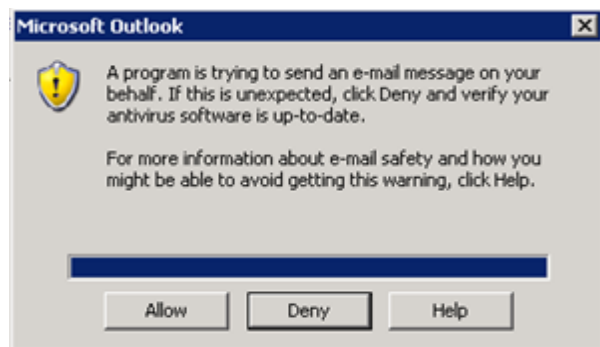 Microsoft Outlook
A program is trying to send an e-mail message on your
behalf. If this is unexpected, click Deny and verify your
antivirus software is up-to-date.
For more information about e-mail safety and how you
might be able to avoid getting this warning, click Help.
Allow Deny Help